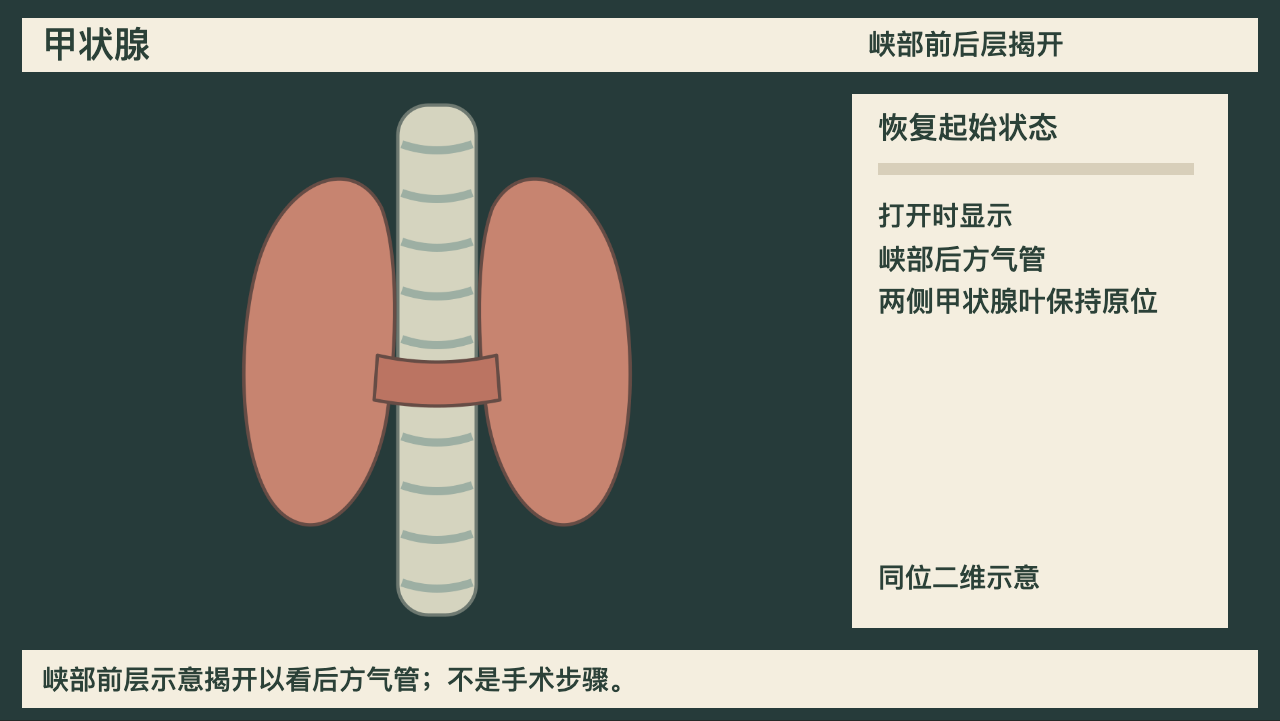 甲状腺
峡部前后层揭开
恢复起始状态
打开时显示
峡部后方气管
两侧甲状腺叶保持原位
同位二维示意
峡部前层示意揭开以看后方气管；不是手术步骤。